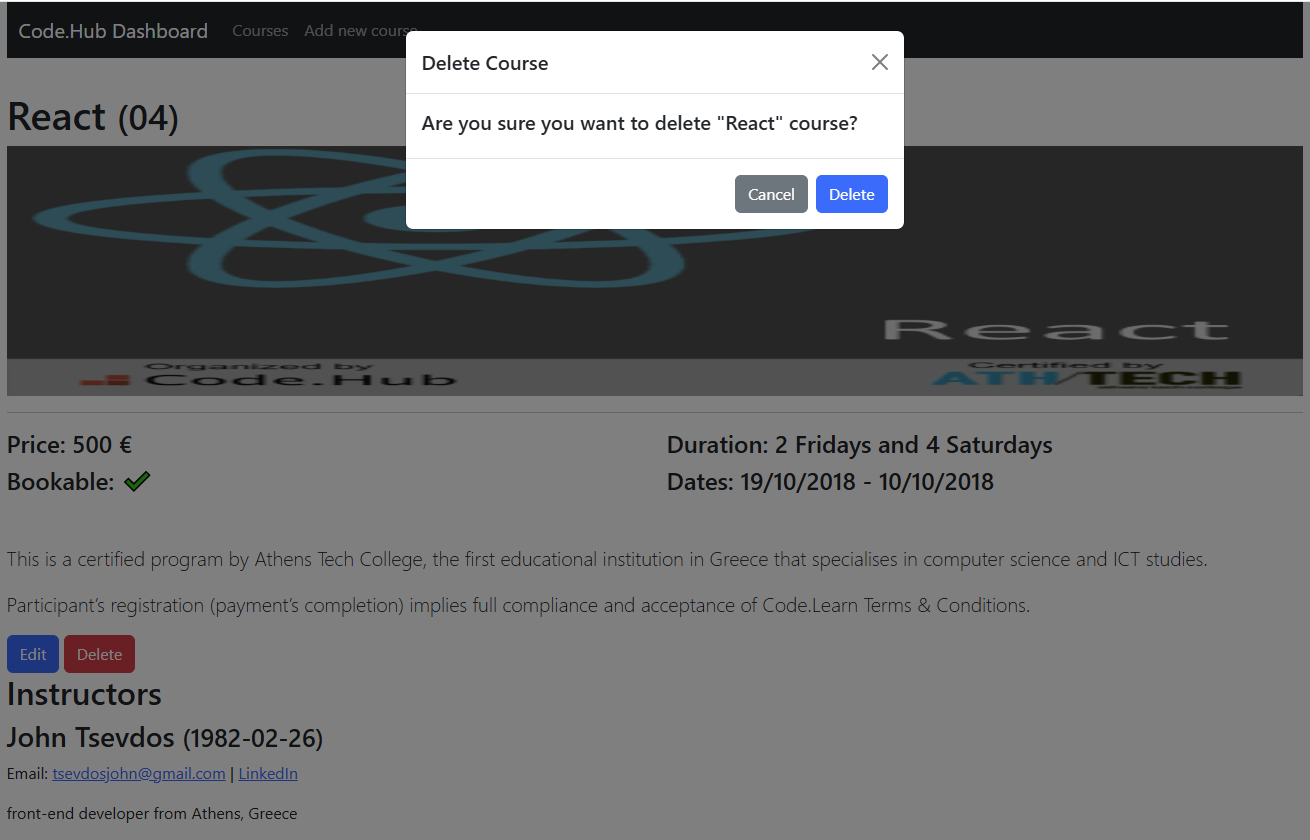 Code.Hub Dashboard Courses Add new course
Delete Course
Are you sure you want to delete "React" course?
Cancel Delete
React (04)
React
Organized by
Code.Hub
Certified by
ATH/TECH
Price: 500 €
Duration: 2 Fridays and 4 Saturdays
Bookable:
Dates: 19/10/2018 - 10/10/2018
This is a certified program by Athens Tech College, the first educational institution in Greece that specialises in computer science and ICT studies.
Participant’s registration (payment’s completion) implies full compliance and acceptance of Code.Learn Terms & Conditions.
Edit Delete
Instructors
John Tsevdos (1982-02-26)
Email: tsevdosjohn@gmail.com | LinkedIn
front-end developer from Athens, Greece